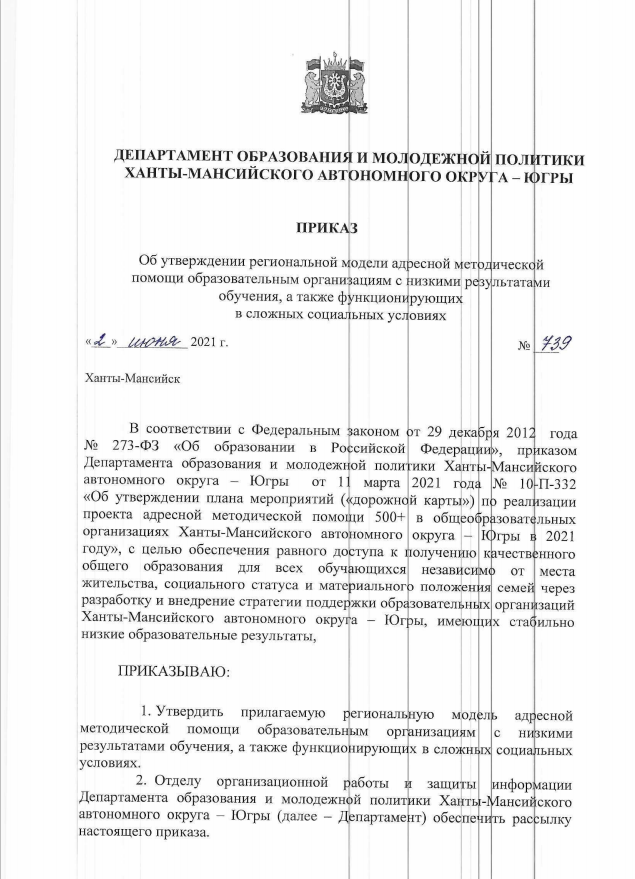 ДЕПАРТАМЕНТ ОБРАЗОВАНИЯ И МОЛОДЕЖНОЙ ПОЛИТИКИ
ХАНТЫ-МАНСИЙСКОГО АВТОНОМНОГО ОКРУГА – ЮГРЫ
ПРИКАЗ
Об утверждении региональной модели адресной методической
помощи образовательным организациям с низкими результатами
обучения, а также функционирующих
в сложных социальных условиях
«2» июня 2021 г. № 739
Ханты-Мансийск
В соответствии с Федеральным законом от 29 декабря 2012 года
№ 273-ФЗ «Об образовании в Российской Федерации», приказом
Департамента образования и молодежной политики Ханты-Мансийского
автономного округа – Югры от 11 марта 2021 года № 10-П-332
«Об утверждении плана мероприятий («дорожной карты») по реализации
проекта адресной методической помощи 500+ в общеобразовательных
организациях Ханты-Мансийского автономного округа – Югры в 2021
году», с целью обеспечения равного доступа к получению качественного
общего образования для всех обучающихся независимо от места
жительства, социального статуса и материального положения семей через
разработку и внедрение стратегии поддержки образовательных организаций
Ханты-Мансийского автономного округа – Югры, имеющих стабильно
низкие образовательные результаты,
ПРИКАЗЫВАЮ:
1. Утвердить прилагаемую региональную модель адресной
методической помощи образовательным организациям с низкими
результатами обучения, а также функционирующих в сложных социальных
условиях.
2. Отделу организационной работы и защиты информации
Департамента образования и молодежной политики Ханты-Мансийского
автономного округа – Югры (далее – Департамент) обеспечить рассылку
настоящего приказа.